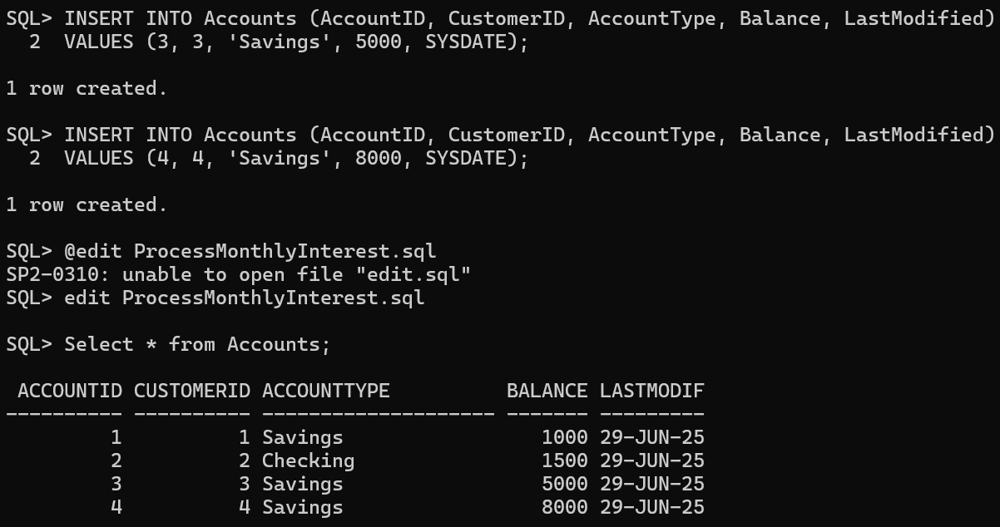 SQL> INSERT INTO Accounts (AccountID, CustomerID, AccountType, Balance, LastModified)
  2  VALUES (3, 3, 'Savings', 5000, SYSDATE);

1 row created.

SQL> INSERT INTO Accounts (AccountID, CustomerID, AccountType, Balance, LastModified)
  2  VALUES (4, 4, 'Savings', 8000, SYSDATE);

1 row created.

SQL> @edit ProcessMonthlyInterest.sql
SP2-0310: unable to open file "edit.sql"
SQL> edit ProcessMonthlyInterest.sql

SQL> Select * from Accounts;

 ACCOUNTID CUSTOMERID ACCOUNTTYPE          BALANCE LASTMODIF
---------- ---------- -------------------- ------- ---------
         1          1 Savings                 1000 29-JUN-25
         2          2 Checking                1500 29-JUN-25
         3          3 Savings                 5000 29-JUN-25
         4          4 Savings                 8000 29-JUN-25